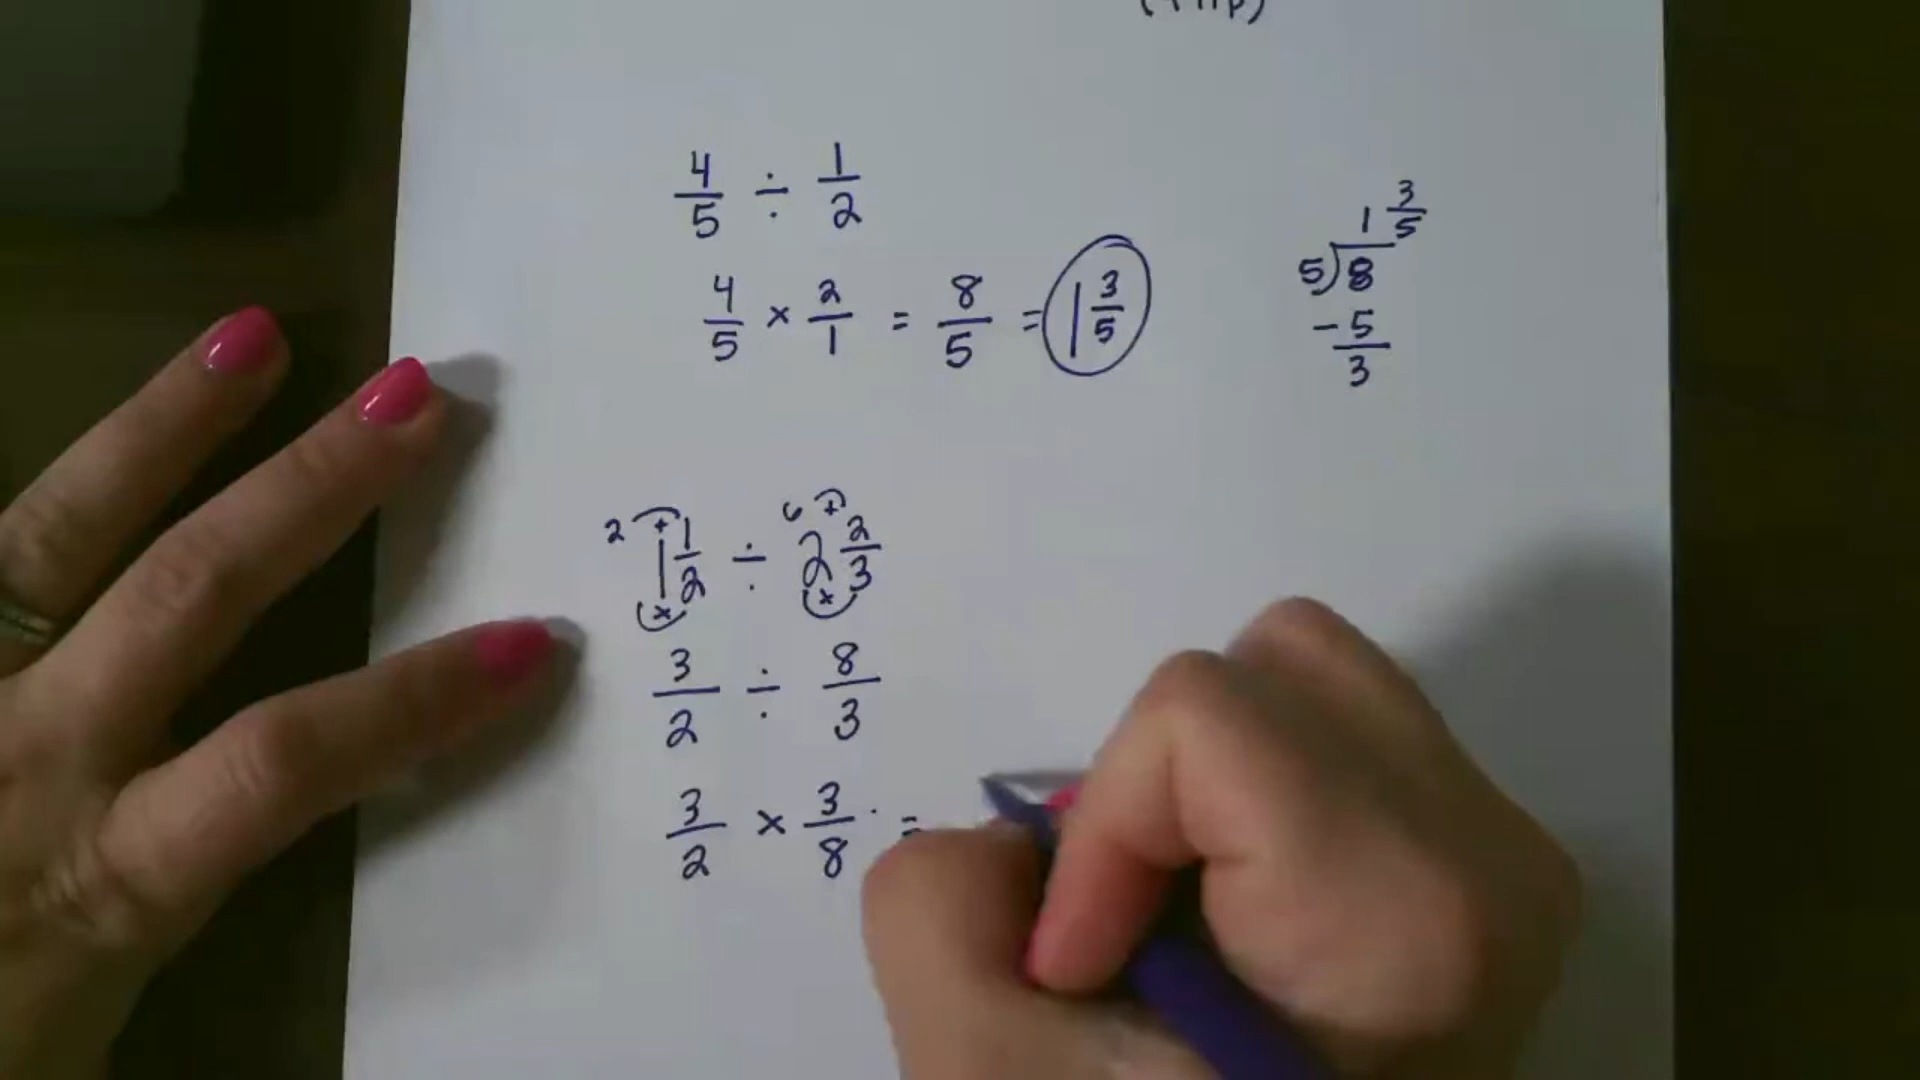 4/5 ÷ 1/2
4/5 × 2/1 = 8/5 = 1 3/5
1 3/5
5)8
- 5
3
2 + 6 +
1 1/2 ÷ 2 2/3
× ×
3/2 ÷ 8/3
3/2 × 3/8 =